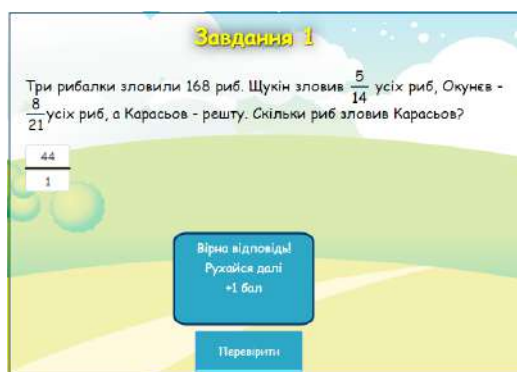 Завдання 1
Три рибалки зловили 168 риб. Щукін зловив 5/14 усіх риб, Окунєв -
8/21 усіх риб, а Карасьов - решту. Скільки риб зловив Карасьов?
44
1
Вірна відповідь!
Рухайся далі
+1 бал
Перевірити